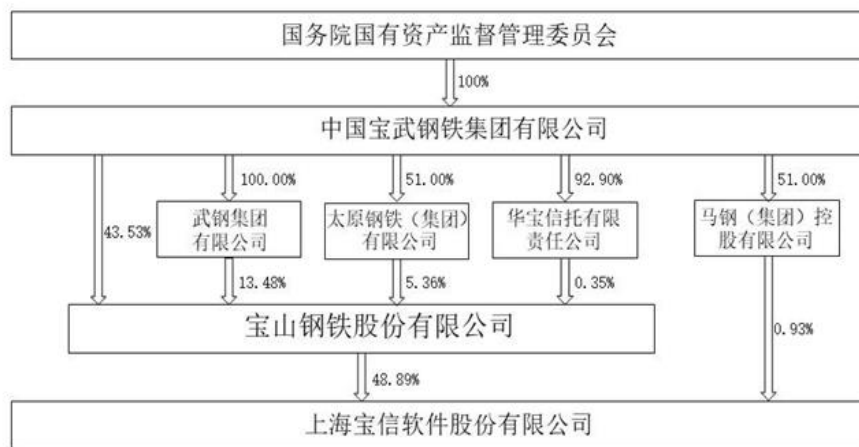 国务院国有资产监督管理委员会
100%
中国宝武钢铁集团有限公司
100.00%
51.00%
92.90%
51.00%
43.53%
武钢集团
有限公司
太原钢铁（集团）
有限公司
华宝信托有限
责任公司
马钢（集团）控
股有限公司
13.48%
5.36%
0.35%
宝山钢铁股份有限公司
0.93%
48.89%
上海宝信软件股份有限公司